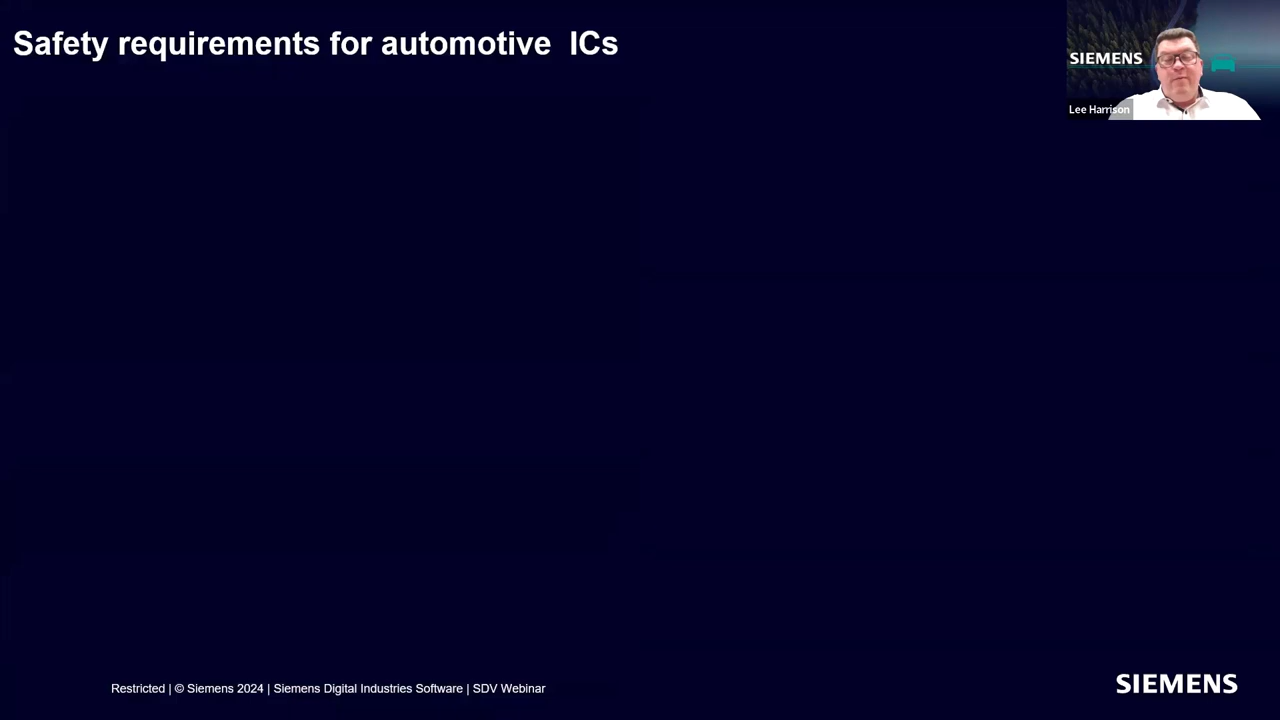 Safety requirements for automotive ICs
SIEMENS
Lee Harrison
Restricted | © Siemens 2024 | Siemens Digital Industries Software | SDV Webinar
SIEMENS